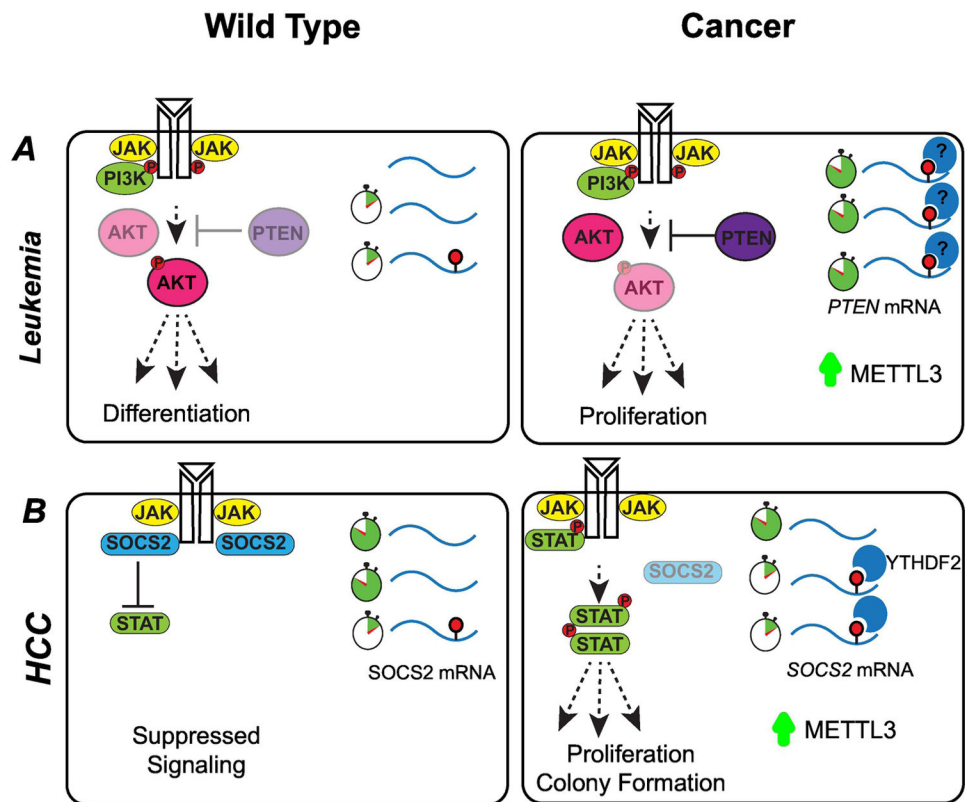 Wild Type
Cancer
A
Leukemia
JAK
JAK
P
P
PI3K
AKT
PTEN
P
AKT
Differentiation
JAK
JAK
P
P
PI3K
AKT
PTEN
P
AKT
Proliferation
?
?
?
PTEN mRNA
METTL3
B
HCC
JAK
JAK
SOCS2
SOCS2
STAT
SOCS2 mRNA
Suppressed
Signaling
JAK
JAK
P
STAT
SOCS2
P
STAT
P
STAT
Proliferation
Colony Formation
YTHDF2
SOCS2 mRNA
METTL3